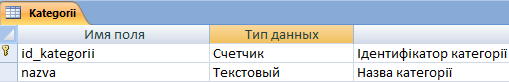 Kategorii
Имя поля Тип данных
id_kategorii Счетчик Ідентифікатор категорії
nazva Текстовый Назва категорії